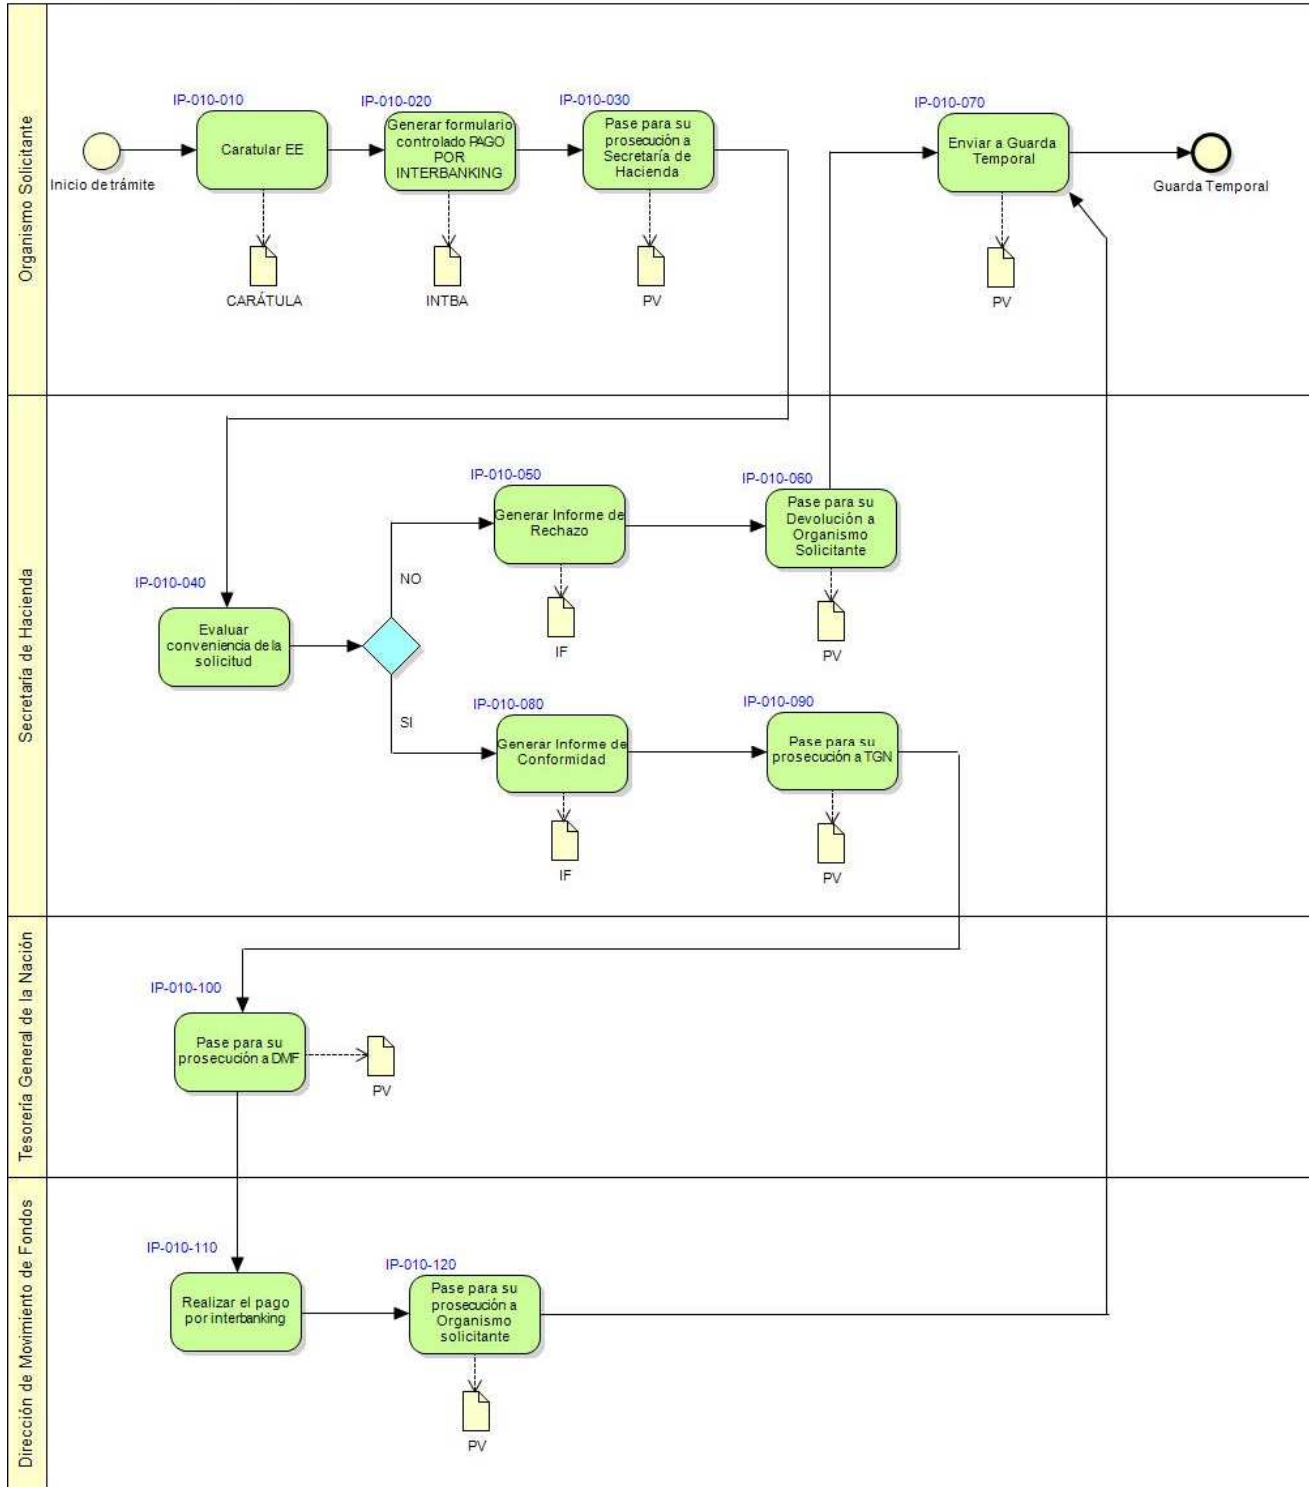 Organismo Solicitante
Inicio de trámite
IP-010-010
Caratular EE
CARÁTULA
IP-010-020
Generar formulario
controlado PAGO
POR
INTERBANKING
INTBA
IP-010-030
Pase para su
prosecución a
Secretaría de
Hacienda
PV
IP-010-070
Enviar a Guarda
Temporal
PV
Guarda Temporal
Secretaría de Hacienda
IP-010-040
Evaluar
conveniencia de la
solicitud
NO
SI
IP-010-050
Generar Informe de
Rechazo
IF
IP-010-060
Pase para su
Devolución a
Organismo
Solicitante
PV
IP-010-080
Generar Informe de
Conformidad
IF
IP-010-090
Pase para su
prosecución a TGN
PV
Tesorería General de la Nación
IP-010-100
Pase para su
prosecución a DMF
PV
Dirección de Movimiento de Fondos
IP-010-110
Realizar el pago
por interbanking
IP-010-120
Pase para su
prosecución a
Organismo
solicitante
PV